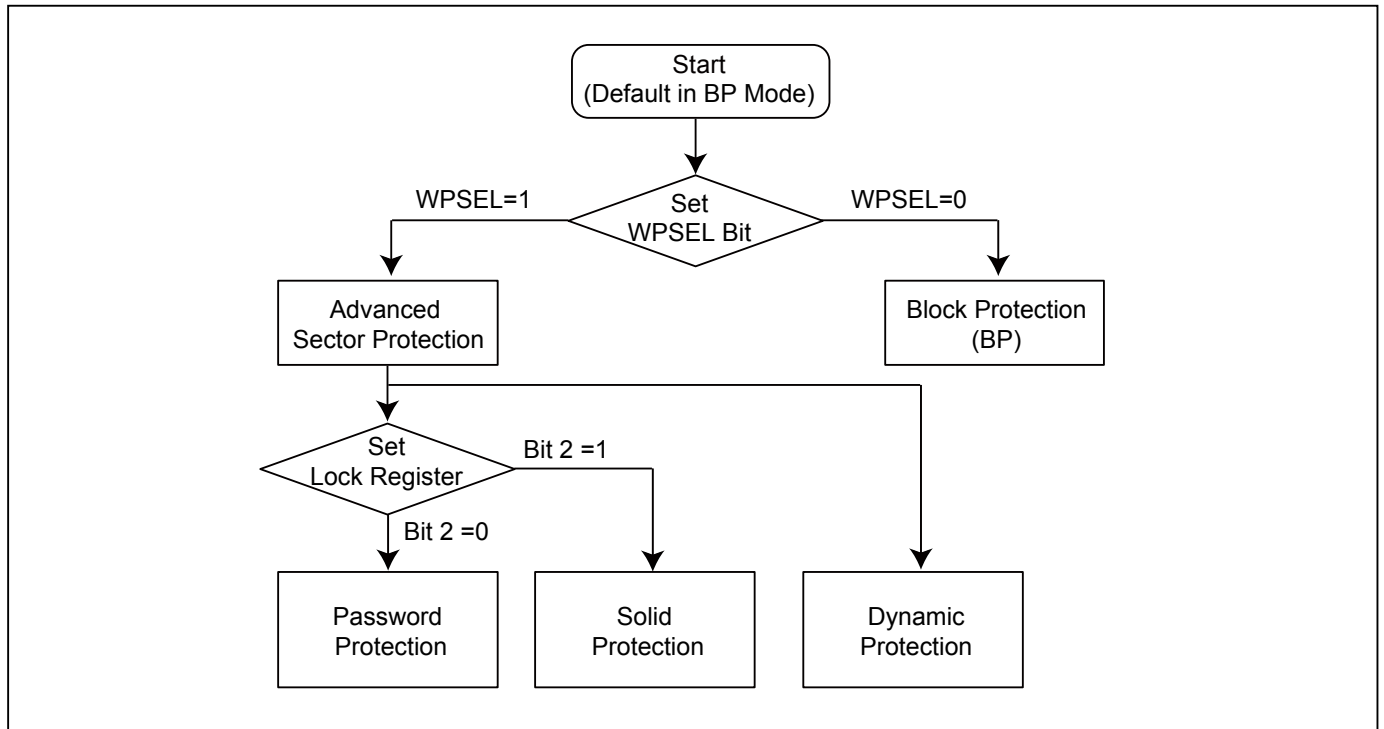 Start
(Default in BP Mode)
WPSEL=1
Set
WPSEL Bit
WPSEL=0
Advanced
Sector Protection
Block Protection
(BP)
Set
Lock Register
Bit 2 =1
Bit 2 =0
Password
Protection
Solid
Protection
Dynamic
Protection